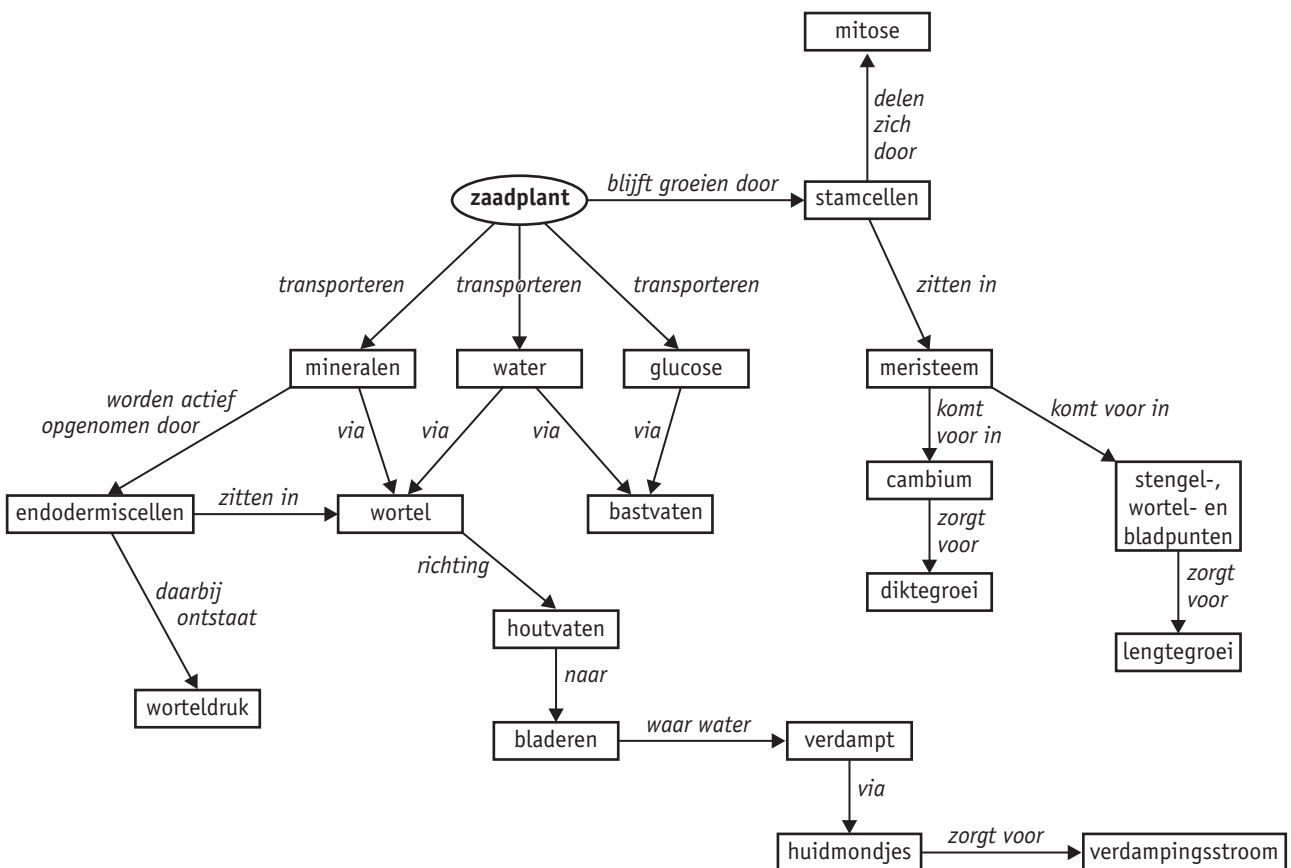 mitose
delen
zich
door
blijft groeien door
zaadplant
stamcellen
transporteren
transporteren
transporteren
zitten in
mineralen
water
glucose
meristeem
worden actief
opgenomen door
via
via
via
via
komt
voor in
komt voor in
endodermiscellen
zitten in
wortel
bastvaten
cambium
stengel-,
wortel- en
bladpunten
zorgt
voor
richting
daarbij
ontstaat
diktegroei
zorgt
voor
houtvaten
lengtegroei
naar
worteldruk
bladeren
waar water
verdampt
via
huidmondjes
zorgt voor
verdampingsstroom